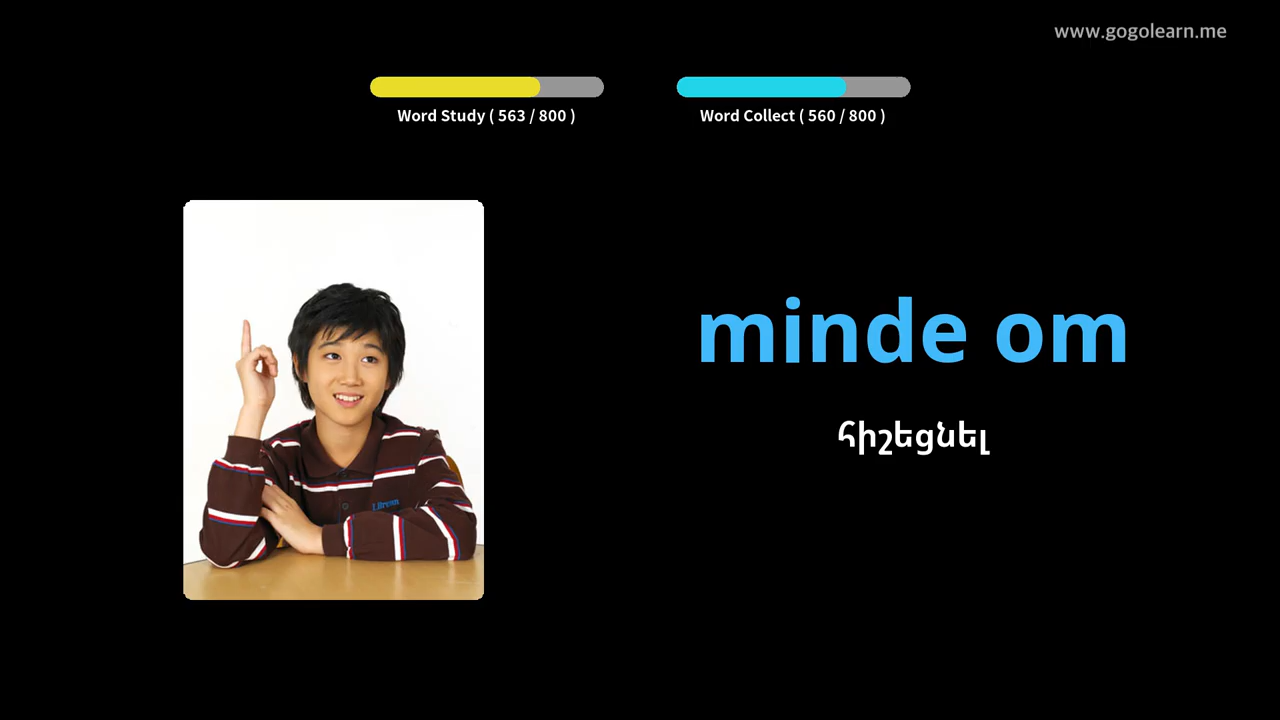 www.gogolearn.me
Word Study ( 563 / 800 )
Word Collect ( 560 / 800 )
minde om
հիշեցնել